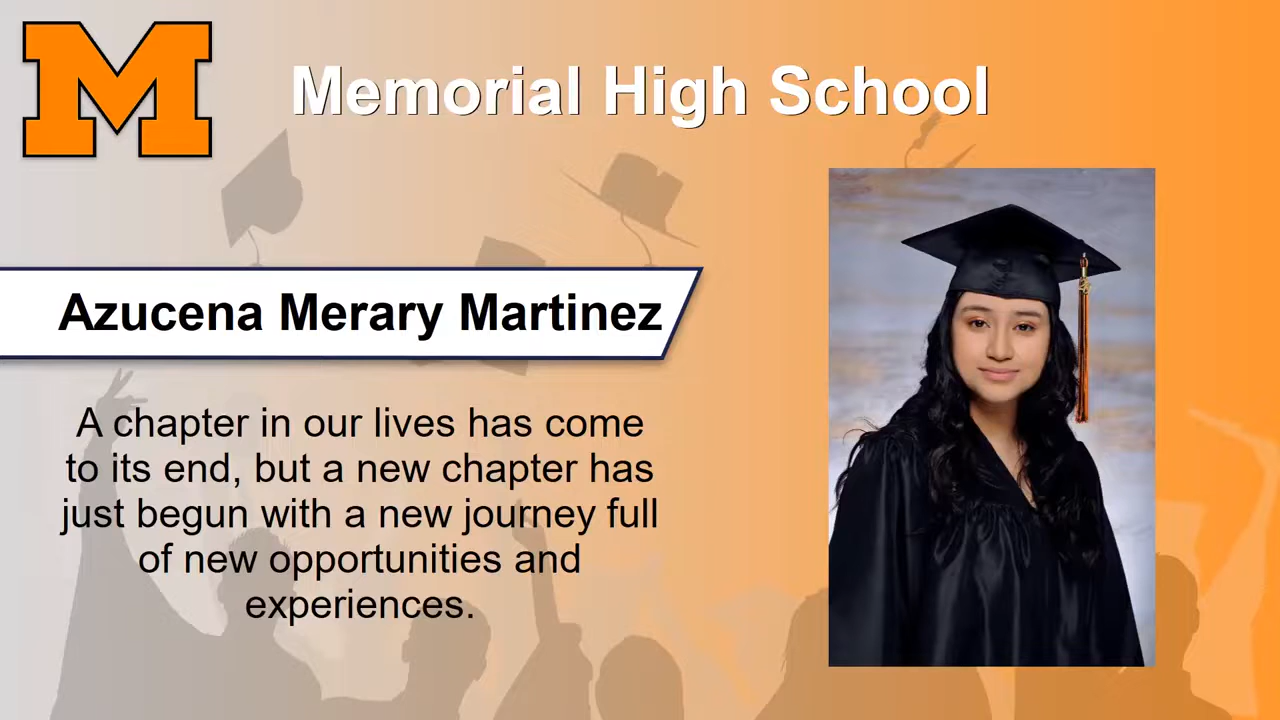 M
Memorial High School
Azucena Merary Martinez
A chapter in our lives has come
to its end, but a new chapter has
just begun with a new journey full
of new opportunities and
experiences.